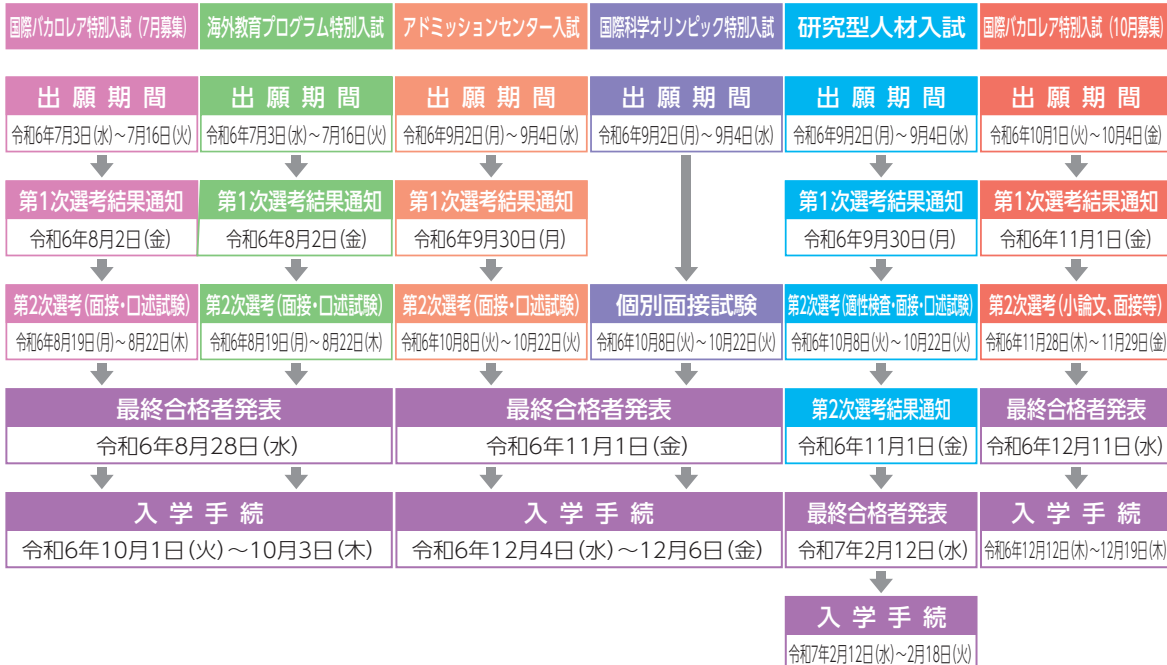 国際バカロレア特別入試（7月募集）
海外教育プログラム特別入試
アドミッションセンター入試
国際科学オリンピック特別入試
研究型人材入試
国際バカロレア特別入試（10月募集）
出願期間
出願期間
出願期間
出願期間
出願期間
出願期間
令和6年7月3日(水)～7月16日(火)
令和6年7月3日(水)～7月16日(火)
令和6年9月2日(月)～9月4日(水)
令和6年9月2日(月)～9月4日(水)
令和6年9月2日(月)～9月4日(水)
令和6年10月1日(火)～10月4日(金)
第1次選考結果通知
第1次選考結果通知
第1次選考結果通知
第1次選考結果通知
第1次選考結果通知
令和6年8月2日(金)
令和6年8月2日(金)
令和6年9月30日(月)
令和6年9月30日(月)
令和6年11月1日(金)
第2次選考(面接・口述試験)
第2次選考(面接・口述試験)
第2次選考(面接・口述試験)
個別面接試験
第2次選考(適性検査・面接・口述試験)
第2次選考(小論文、面接等)
令和6年8月19日(月)～8月22日(木)
令和6年8月19日(月)～8月22日(木)
令和6年10月8日(火)～10月22日(火)
令和6年10月8日(火)～10月22日(火)
令和6年10月8日(火)～10月22日(火)
令和6年11月28日(木)～11月29日(金)
最終合格者発表
最終合格者発表
第2次選考結果通知
最終合格者発表
令和6年8月28日(水)
令和6年11月1日(金)
令和6年11月1日(金)
令和6年12月11日(水)
入学手続
入学手続
最終合格者発表
入学手続
令和6年10月1日(火)～10月3日(木)
令和6年12月4日(水)～12月6日(金)
令和7年2月12日(水)
令和6年12月12日(木)～12月19日(木)
入学手続
令和7年2月12日(水)～2月18日(火)